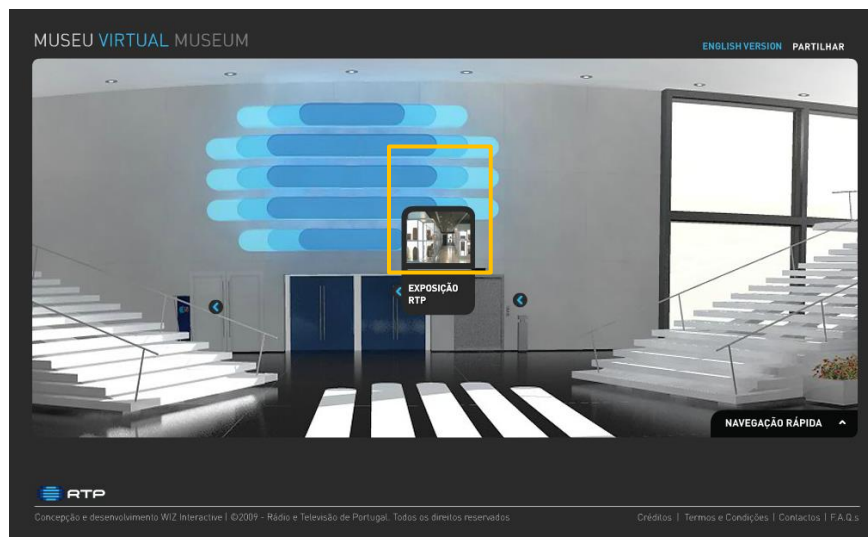 MUSEU VIRTUAL MUSEUM
ENGLISH VERSION PARTILHAR
EXPOSIÇÃO
RTP
NAVEGAÇÃO RÁPIDA
RTP
Concepção e desenvolvimento WIZ Interactive | ©2009 - Rádio e Televisão de Portugal. Todos os direitos reservados
Créditos | Termos e Condições | Contactos | F.A.Q.s